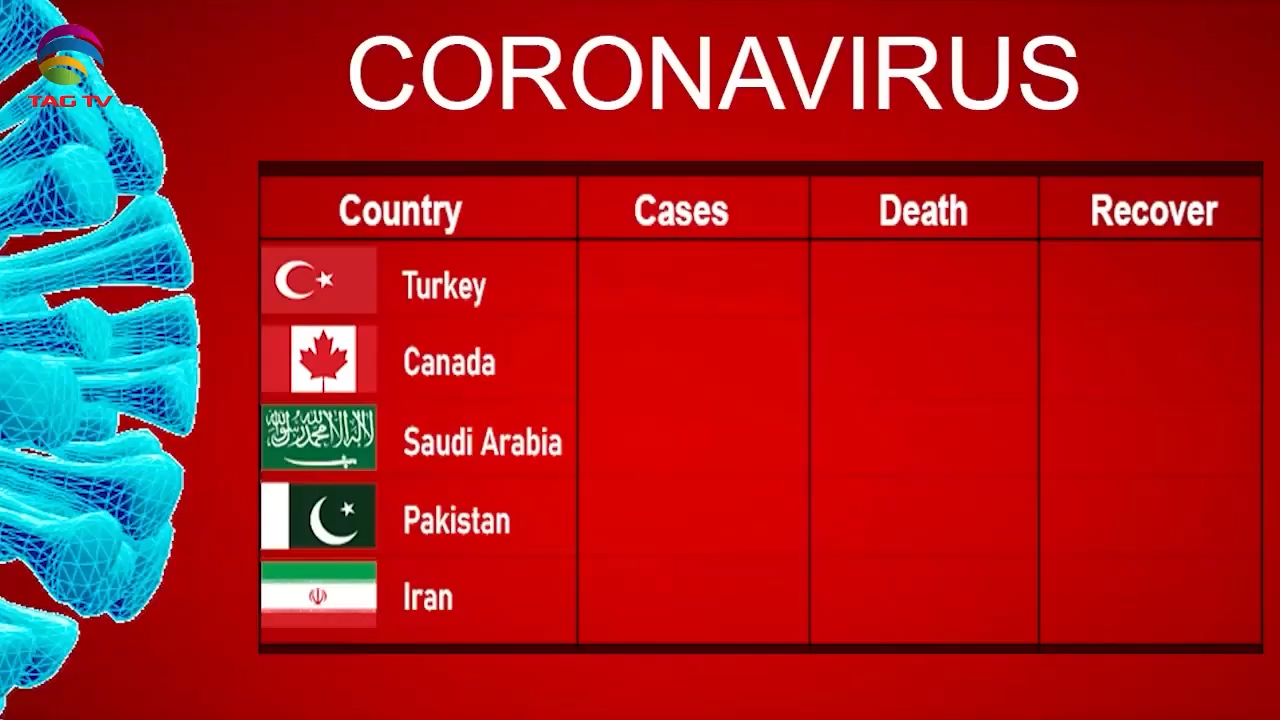 TAG TV
CORONAVIRUS
Country Cases Death Recover
Turkey
Canada
Saudi Arabia
Pakistan
Iran